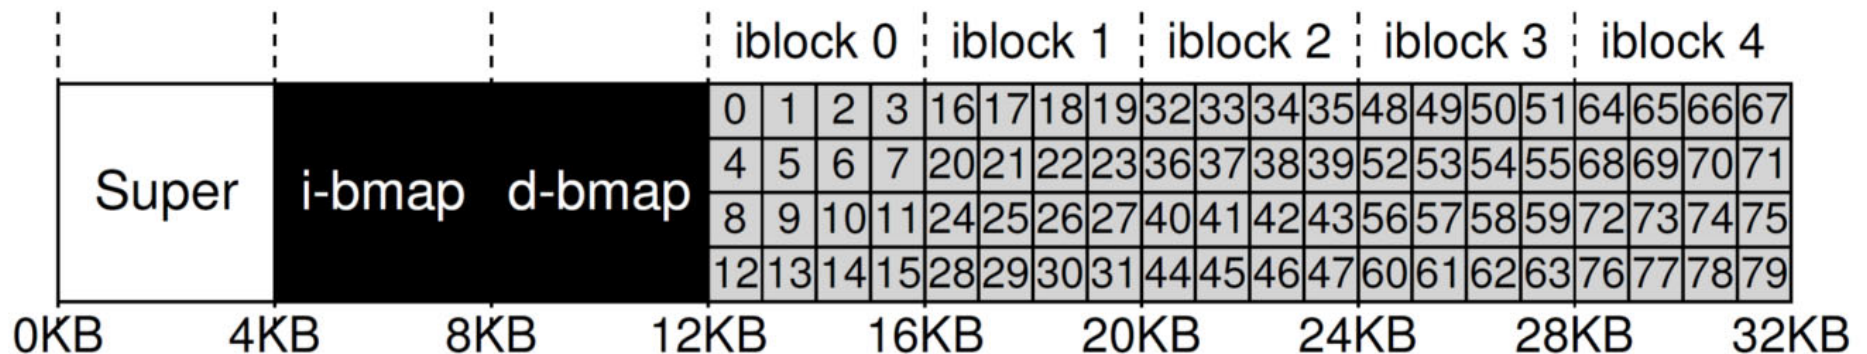 iblock 0 iblock 1 iblock 2 iblock 3 iblock 4
0 1 2 3 16 17 18 19 32 33 34 35 48 49 50 51 64 65 66 67
4 5 6 7 20 21 22 23 36 37 38 39 52 53 54 55 68 69 70 71
Super i-bmap d-bmap
8 9 10 11 24 25 26 27 40 41 42 43 56 57 58 59 72 73 74 75
12 13 14 15 28 29 30 31 44 45 46 47 60 61 62 63 76 77 78 79
0KB 4KB 8KB 12KB 16KB 20KB 24KB 28KB 32KB